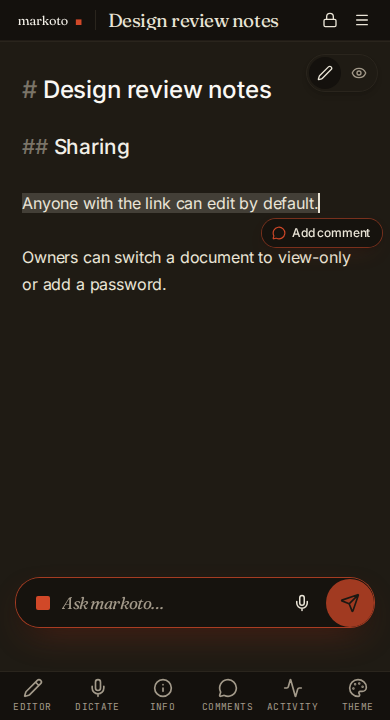 markoto
Design review notes
# Design review notes
## Sharing
Anyone with the link can edit by default.
Add comment
Owners can switch a document to view-only
or add a password.
Ask markoto...
EDITOR
DICTATE
INFO
COMMENTS
ACTIVITY
THEME